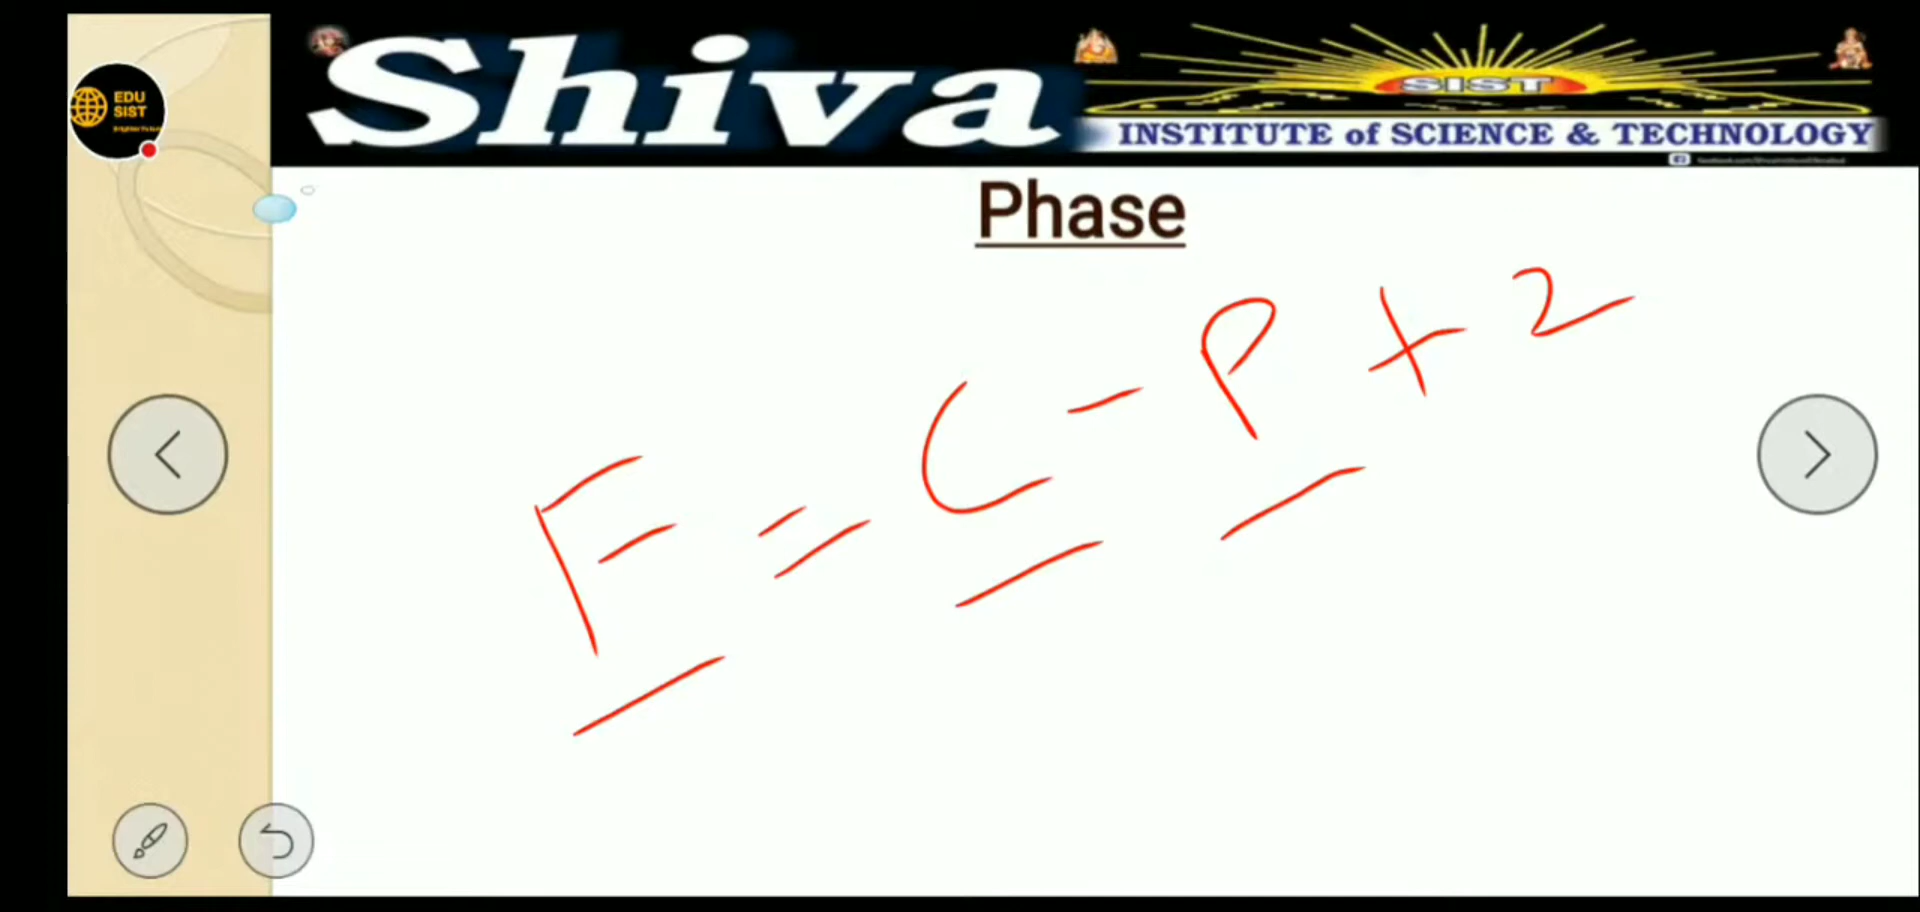 EDU
SIST
Shiva
SIST
INSTITUTE of SCIENCE & TECHNOLOGY
Phase
F = C - P + 2